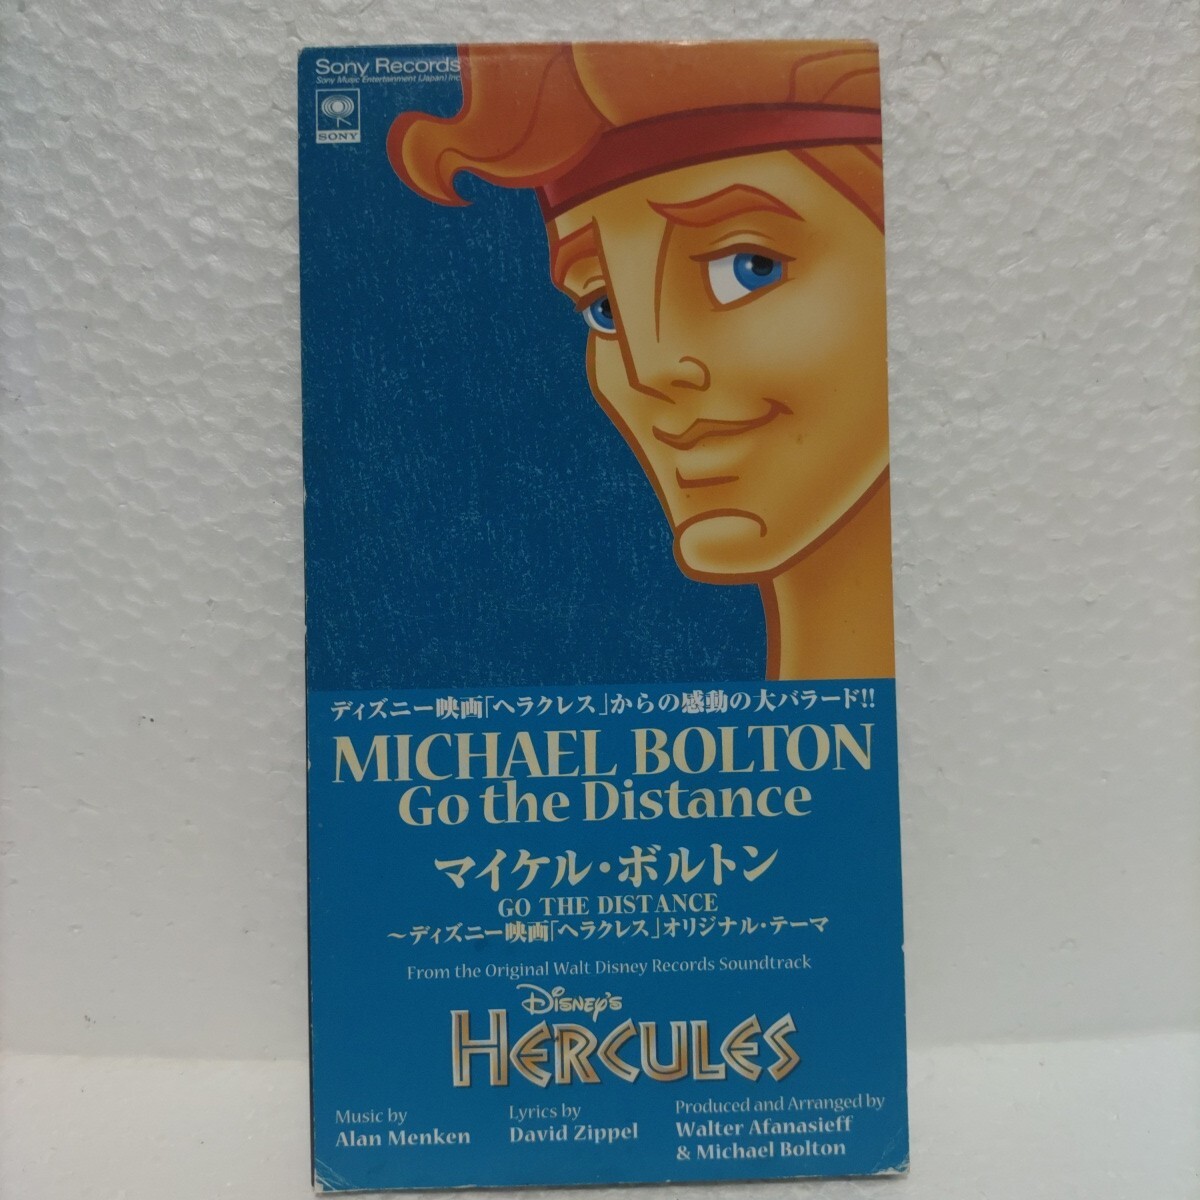 Sony Records
Sony Music Entertainment (Japan) Inc.
SONY
ディズニー映画「ヘラクレス」からの感動の大バラード!!
MICHAEL BOLTON
Go the Distance
マイケル・ボルトン
GO THE DISTANCE
〜ディズニー映画「ヘラクレス」オリジナル・テーマ
From the Original Walt Disney Records Soundtrack
DISNEY'S
HERCULES
Music by
Alan Menken
Lyrics by
David Zippel
Produced and Arranged by
Walter Afanasieff
& Michael Bolton